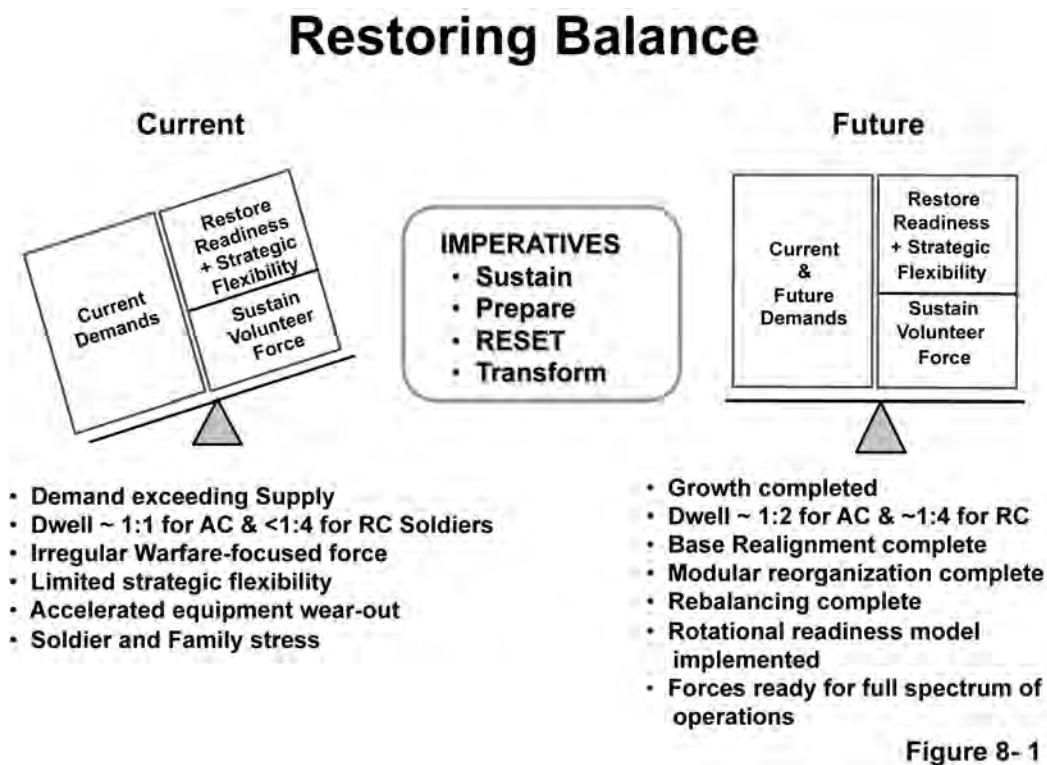 Restoring Balance
Current
Current
Demands
Restore
Readiness
+ Strategic
Flexibility
Sustain
Volunteer
Force
IMPERATIVES
• Sustain
• Prepare
• RESET
• Transform
Future
Current
&
Future
Demands
Restore
Readiness
+ Strategic
Flexibility
Sustain
Volunteer
Force
• Demand exceeding Supply
• Dwell ~ 1:1 for AC & <1:4 for RC Soldiers
• Irregular Warfare-focused force
• Limited strategic flexibility
• Accelerated equipment wear-out
• Soldier and Family stress
• Growth completed
• Dwell ~ 1:2 for AC & ~1:4 for RC
• Base Realignment complete
• Modular reorganization complete
• Rebalancing complete
• Rotational readiness model
implemented
• Forces ready for full spectrum of
operations
Figure 8- 1